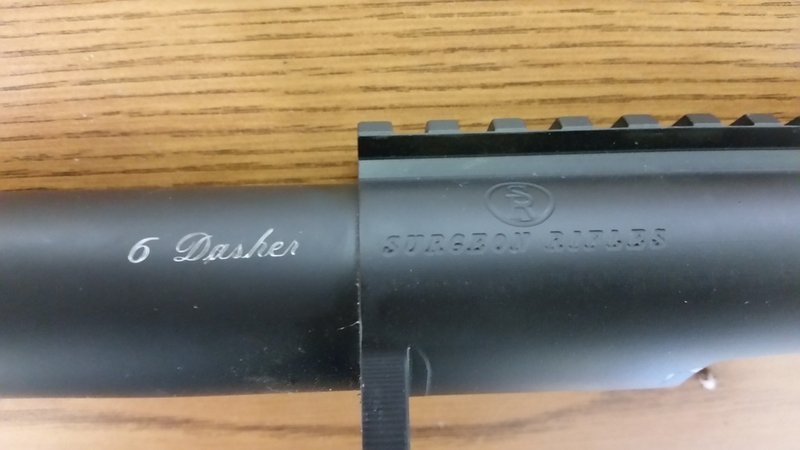 6 Dasher
SR
SURGEON RIFLES